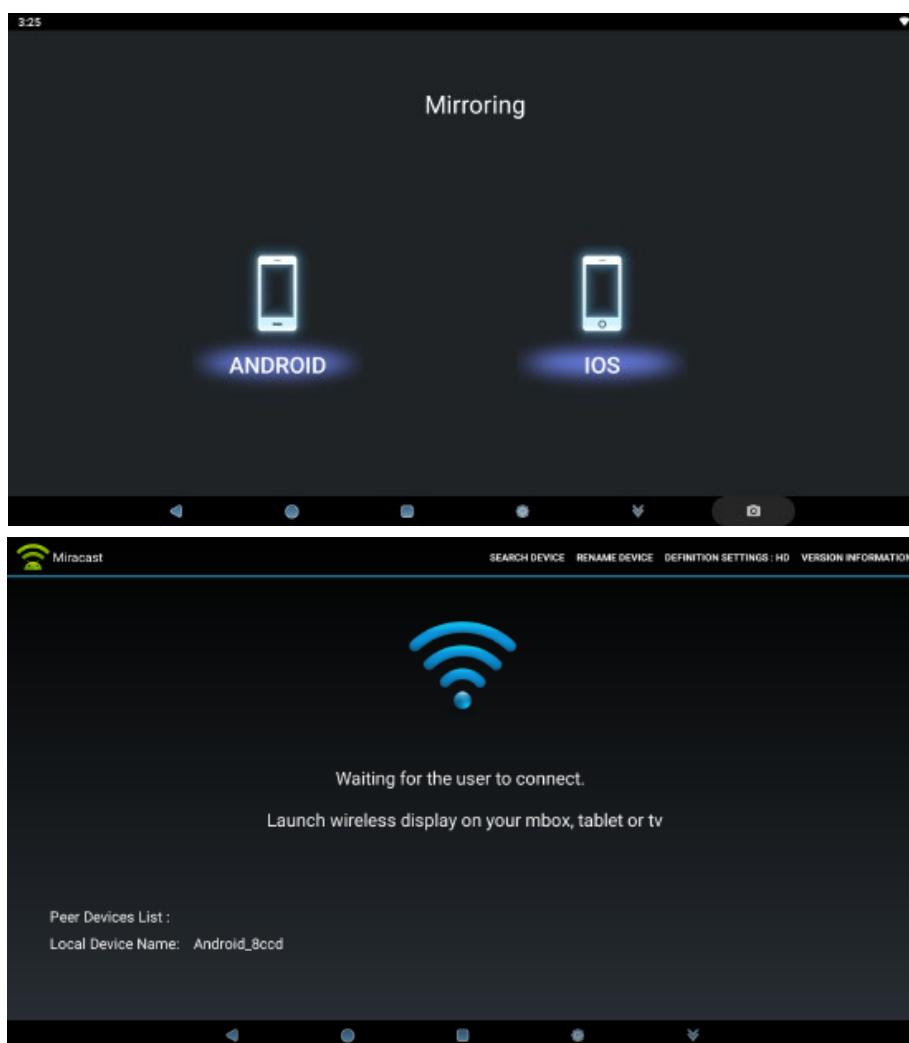 3:25
Mirroring
ANDROID
IOS
Miracast
SEARCH DEVICE RENAME DEVICE DEFINITION SETTINGS : HD VERSION INFORMATION
Waiting for the user to connect.
Launch wireless display on your mbox, tablet or tv
Peer Devices List :
Local Device Name: Android_8ccd